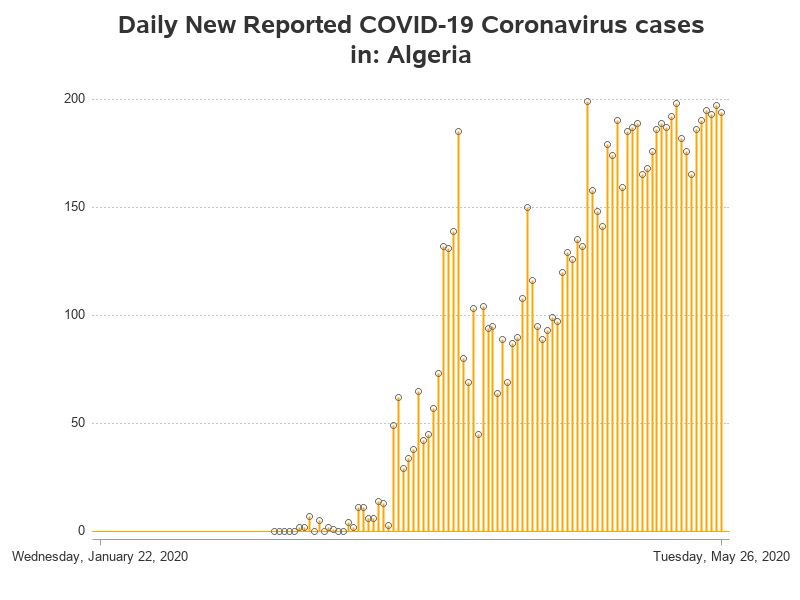 Daily New Reported COVID-19 Coronavirus cases
in: Algeria
200
150
100
50
0
Wednesday, January 22, 2020
Tuesday, May 26, 2020